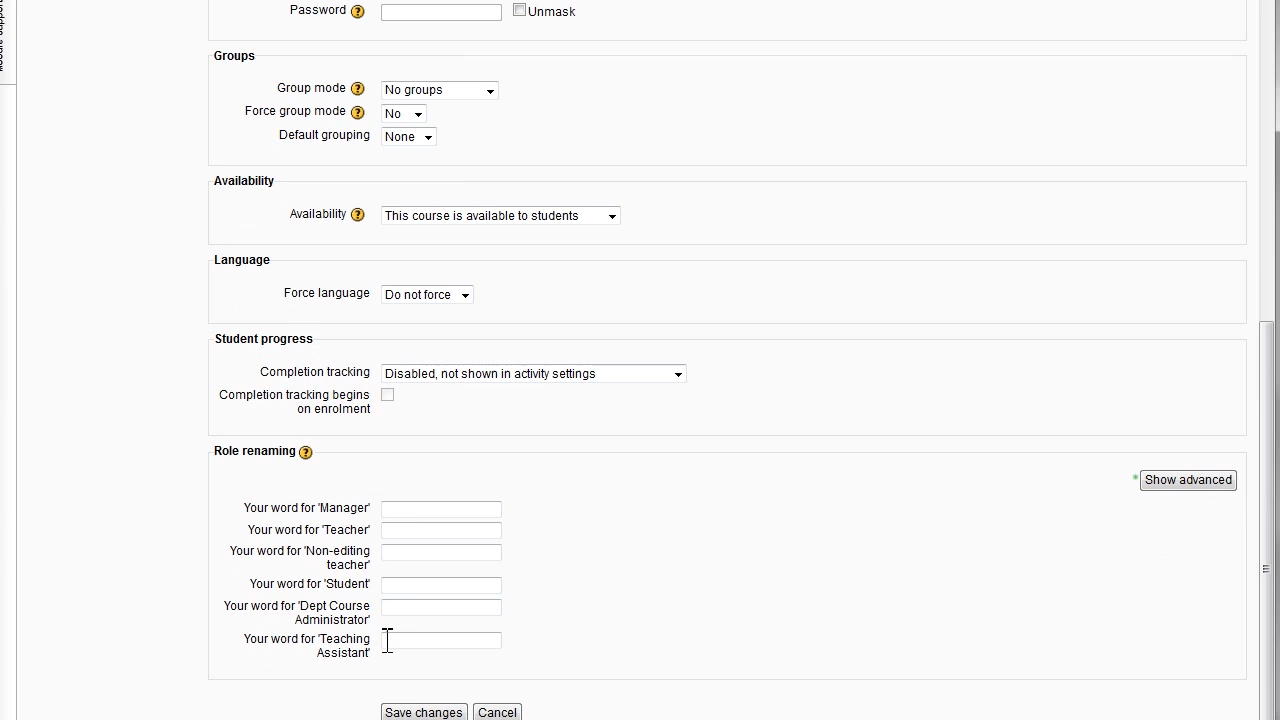 Password
Unmask
Groups
Group mode
No groups
Force group mode
No
Default grouping
None
Availability
Availability
This course is available to students
Language
Force language
Do not force
Student progress
Completion tracking
Disabled, not shown in activity settings
Completion tracking begins
on enrolment
Role renaming
* Show advanced
Your word for 'Manager'
Your word for 'Teacher'
Your word for 'Non-editing
teacher'
Your word for 'Student'
Your word for 'Dept Course
Administrator'
Your word for 'Teaching
Assistant'
Save changes
Cancel